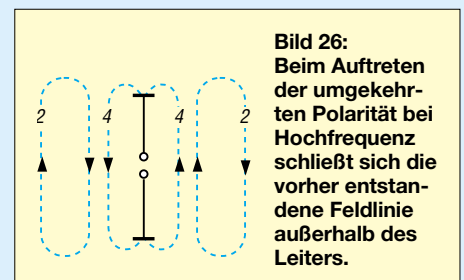 Bild 26:
Beim Auftreten
der umgekehr-
ten Polarität bei
Hochfrequenz
schließt sich die
vorher entstan-
dene Feldlinie
außerhalb des
Leiters.
2 4 4 2